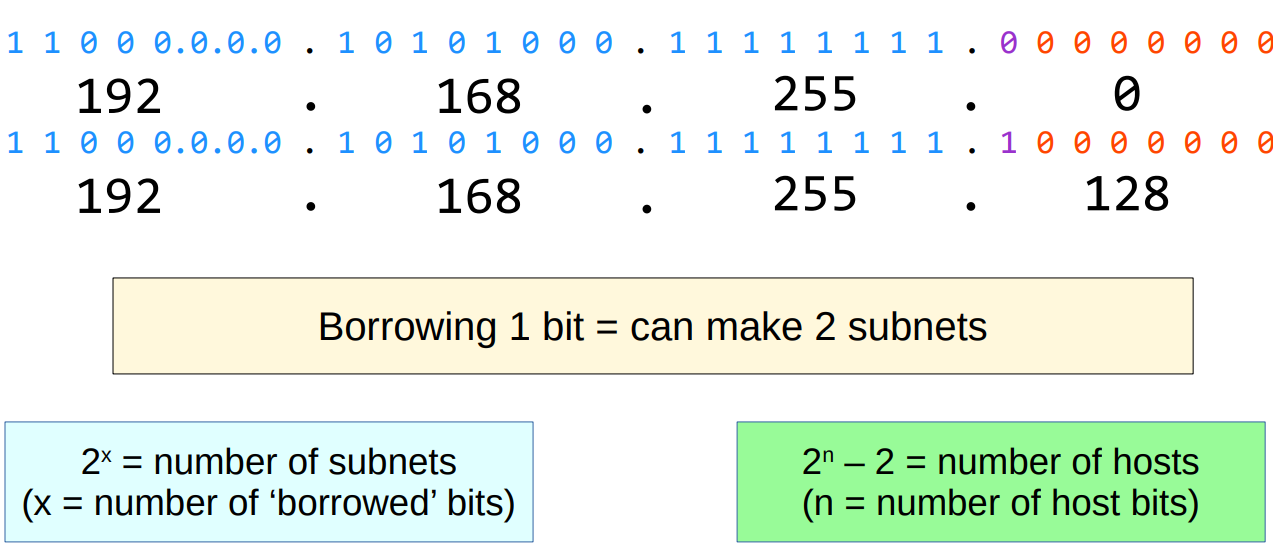 1 1 0 0 0.0.0.0 . 1 0 1 0 1 0 0 0 . 1 1 1 1 1 1 1 1 . 0 0 0 0 0 0 0 0
192 . 168 . 255 . 0
1 1 0 0 0.0.0.0 . 1 0 1 0 1 0 0 0 . 1 1 1 1 1 1 1 1 . 1 0 0 0 0 0 0 0
192 . 168 . 255 . 128
Borrowing 1 bit = can make 2 subnets
2ˣ = number of subnets
(x = number of ‘borrowed’ bits)
2ⁿ – 2 = number of hosts
(n = number of host bits)